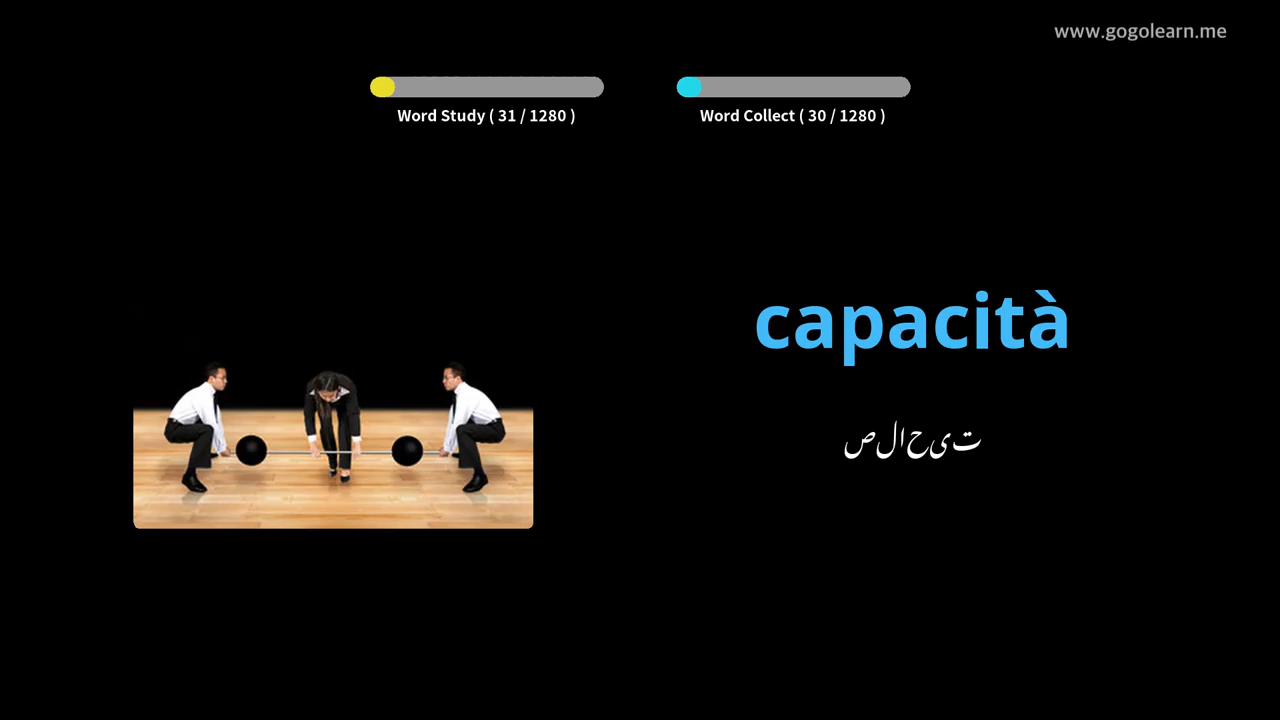 www.gogolearn.me
Word Study ( 31 / 1280 )
Word Collect ( 30 / 1280 )
capacità
صلاحیت